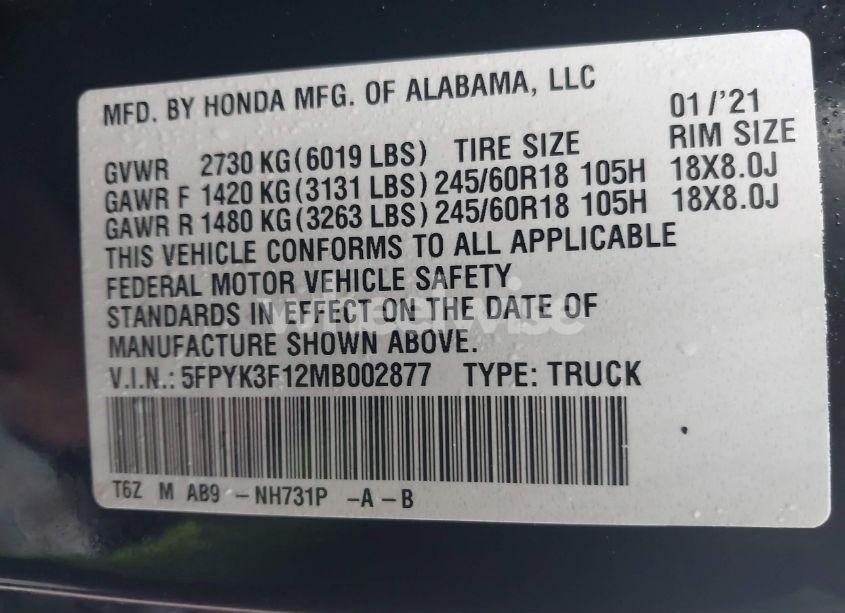 MFD. BY HONDA MFG. OF ALABAMA, LLC 01/'21
GVWR 2730 KG(6019 LBS) TIRE SIZE RIM SIZE
GAWR F 1420 KG(3131 LBS) 245/60R18 105H 18X8.0J
GAWR R 1480 KG(3263 LBS) 245/60R18 105H 18X8.0J
THIS VEHICLE CONFORMS TO ALL APPLICABLE
FEDERAL MOTOR VEHICLE SAFETY
STANDARDS IN EFFECT ON THE DATE OF
MANUFACTURE SHOWN ABOVE.
V.I.N.: 5FPYK3F12MB002877 TYPE: TRUCK
T6Z M AB9 -NH731P -A -B